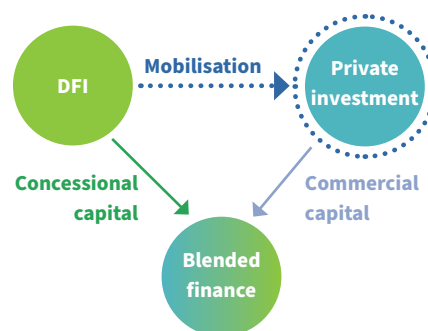 DFI
Mobilisation
Private
investment
Concessional
capital
Commercial
capital
Blended
finance